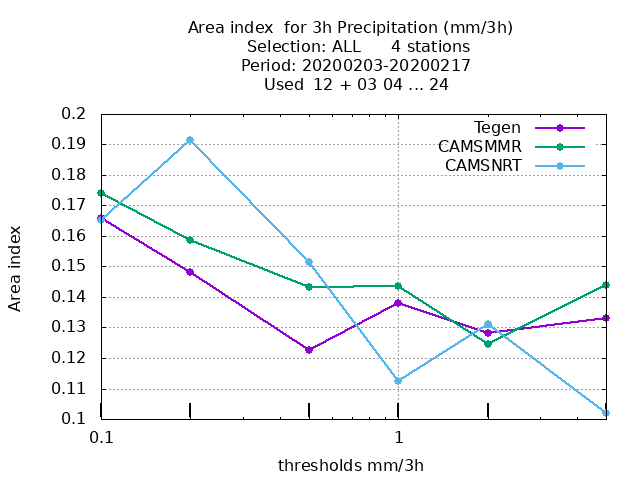 Area index  for 3h Precipitation (mm/3h)
Selection: ALL      4 stations
Period: 20200203-20200217
Used  12 + 03 04 ... 24
Tegen
CAMSMMR
CAMSNRT
0.2
0.19
0.18
0.17
0.16
0.15
0.14
0.13
0.12
0.11
0.1
Area index
0.1
1
thresholds mm/3h